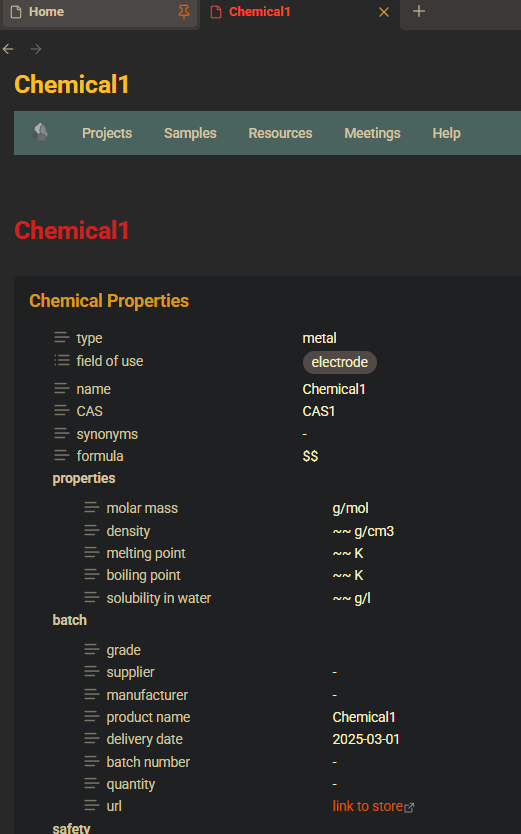 Home Chemical1
Chemical1
Projects Samples Resources Meetings Help
Chemical1
Chemical Properties
type metal
field of use electrode
name Chemical1
CAS CAS1
synonyms -
formula $$
properties
molar mass g/mol
density ~~ g/cm3
melting point ~~ K
boiling point ~~ K
solubility in water ~~ g/l
batch
grade
supplier -
manufacturer -
product name Chemical1
delivery date 2025-03-01
batch number -
quantity -
url link to store
safety